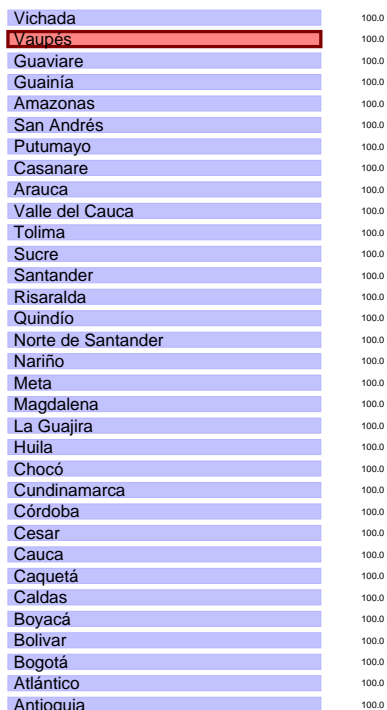 Vichada 100.0
Vaupés 100.0
Guaviare 100.0
Guainía 100.0
Amazonas 100.0
San Andrés 100.0
Putumayo 100.0
Casanare 100.0
Arauca 100.0
Valle del Cauca 100.0
Tolima 100.0
Sucre 100.0
Santander 100.0
Risaralda 100.0
Quindío 100.0
Norte de Santander 100.0
Nariño 100.0
Meta 100.0
Magdalena 100.0
La Guajira 100.0
Huila 100.0
Chocó 100.0
Cundinamarca 100.0
Córdoba 100.0
Cesar 100.0
Cauca 100.0
Caquetá 100.0
Caldas 100.0
Boyacá 100.0
Bolivar 100.0
Bogotá 100.0
Atlántico 100.0
Antioquia 100.0